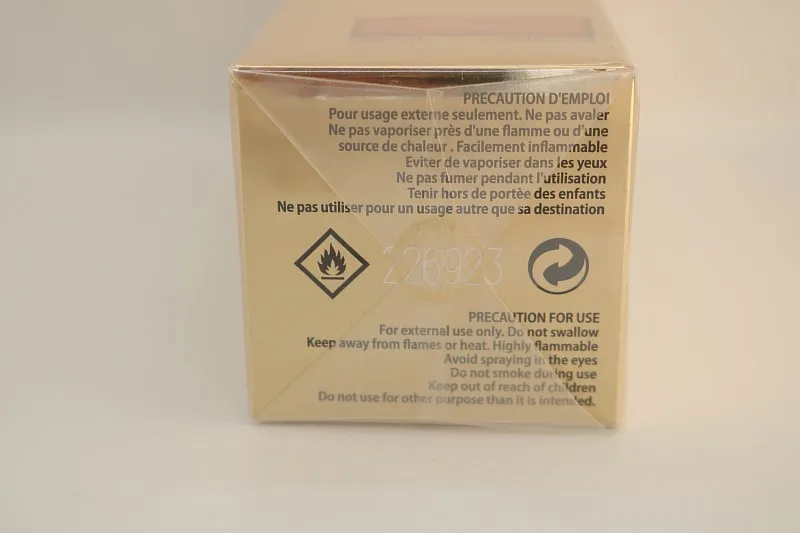 PRECAUTION D'EMPLOI
Pour usage externe seulement. Ne pas avaler
Ne pas vaporiser près d'une flamme ou d'une
source de chaleur . Facilement inflammable
Eviter de vaporiser dans les yeux
Ne pas fumer pendant l'utilisation
Tenir hors de portèe des enfants
Ne pas utiliser pour un usage autre que sa destination
226923
PRECAUTION FOR USE
For external use only. Do not swallow
Keep away from flames or heat. Highly flammable
Avoid spraying in the eyes
Do not smoke during use
Keep out of reach of children
Do not use for other purpose than it is intended.